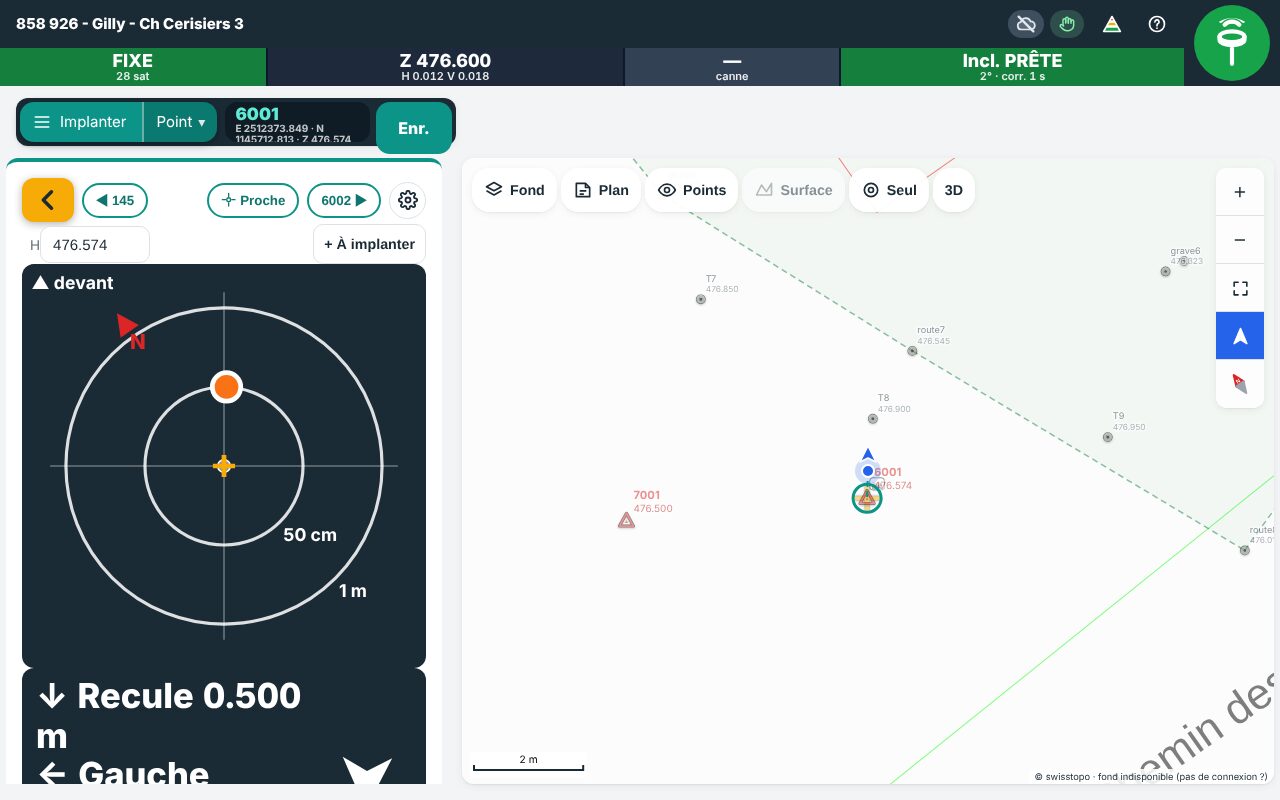 858 926 - Gilly - Ch Cerisiers 3
FIXE
28 sat
Z 476.600
H 0.012 V 0.018
—
canne
Incl. PRÊTE
2° · corr. 1 s
Implanter
Point ▾
6001
E 2512373.849 · N
1145712.813 · Z 476.574
Enr.
◀ 145
Proche
6002 ▶
H
476.574
+ À implanter
▲ devant
N
50 cm
1 m
↓ Recule 0.500
m
← Gauche
Fond
Plan
Points
Surface
Seul
3D
+
−
grave6
T7
476.850
route7
476.545
T8
476.900
T9
476.950
6001
476.574
7001
476.500
emin des
2 m
© swisstopo · fond indisponible (pas de connexion ?)